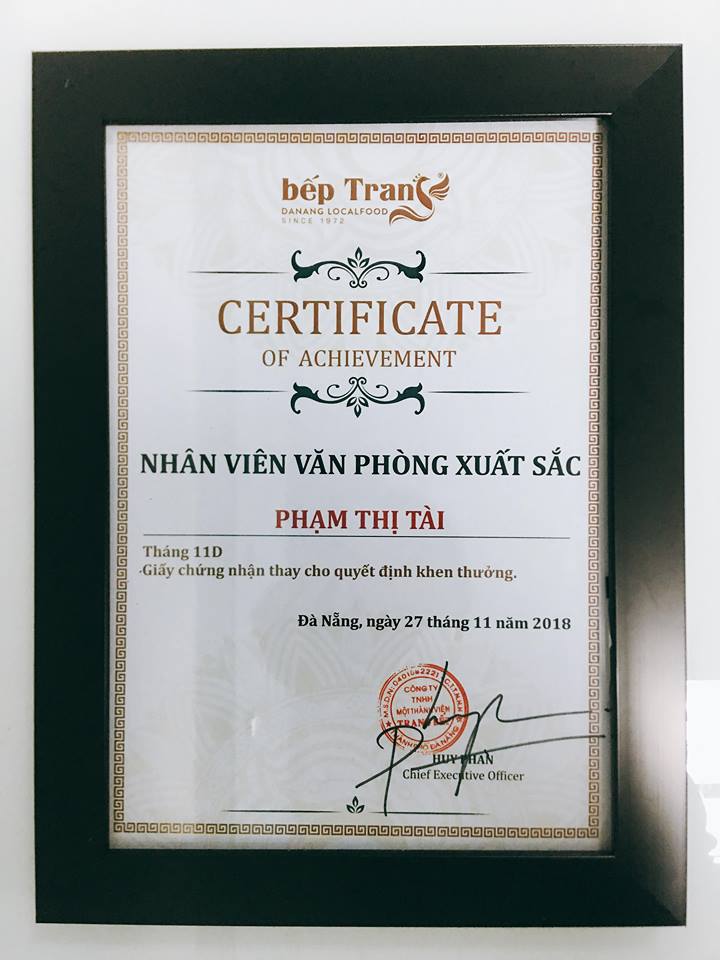 bếp Trang®
DANANG LOCALFOOD
SINCE 1972
CERTIFICATE
OF ACHIEVEMENT
NHÂN VIÊN VĂN PHÒNG XUẤT SẮC
PHẠM THỊ TÀI
Tháng 11D
Giấy chứng nhận thay cho quyết định khen thưởng.
Đà Nẵng, ngày 27 tháng 11 năm 2018
CÔNG TY
TNHH
MỘT THÀNH VIÊN
HUY PHAN
Chief Executive Officer